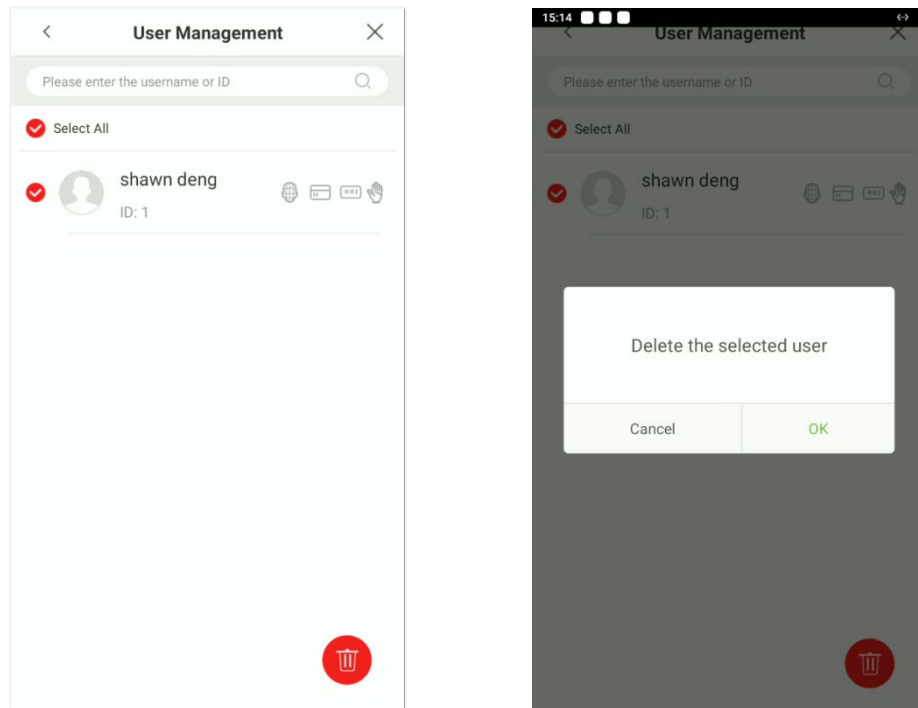 User Management
Please enter the username or ID
Select All
shawn deng
ID: 1
15:14
User Management
Please enter the username or ID
Select All
shawn deng
ID: 1
Delete the selected user
Cancel
OK